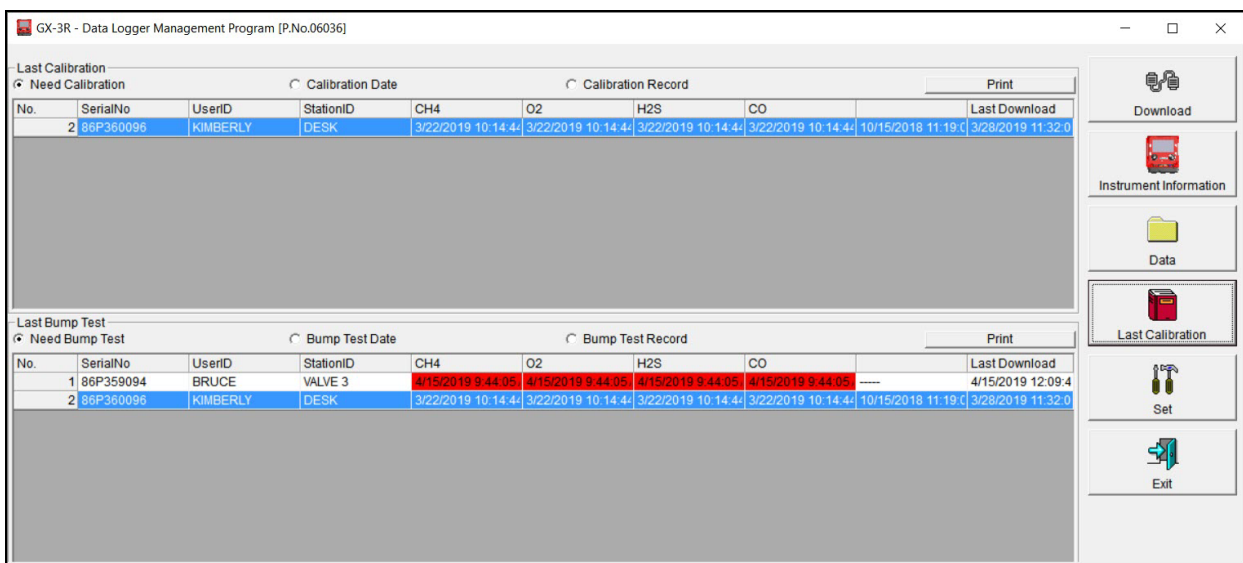 GX-3R - Data Logger Management Program [P.No.06036]
Last Calibration
Need Calibration Calibration Date Calibration Record Print
No. SerialNo UserID StationID CH4 O2 H2S CO Last Download
2 86P360096 KIMBERLY DESK 3/22/2019 10:14:44 3/22/2019 10:14:44 3/22/2019 10:14:44 3/22/2019 10:14:44 10/15/2018 11:19:0 3/28/2019 11:32:0
Last Bump Test
Need Bump Test Bump Test Date Bump Test Record Print
No. SerialNo UserID StationID CH4 O2 H2S CO Last Download
1 86P359094 BRUCE VALVE 3 4/15/2019 9:44:05 4/15/2019 9:44:05 4/15/2019 9:44:05 4/15/2019 9:44:05 ----- 4/15/2019 12:09:4
2 86P360096 KIMBERLY DESK 3/22/2019 10:14:44 3/22/2019 10:14:44 3/22/2019 10:14:44 3/22/2019 10:14:44 10/15/2018 11:19:0 3/28/2019 11:32:0
Download
Instrument Information
Data
Last Calibration
Set
Exit